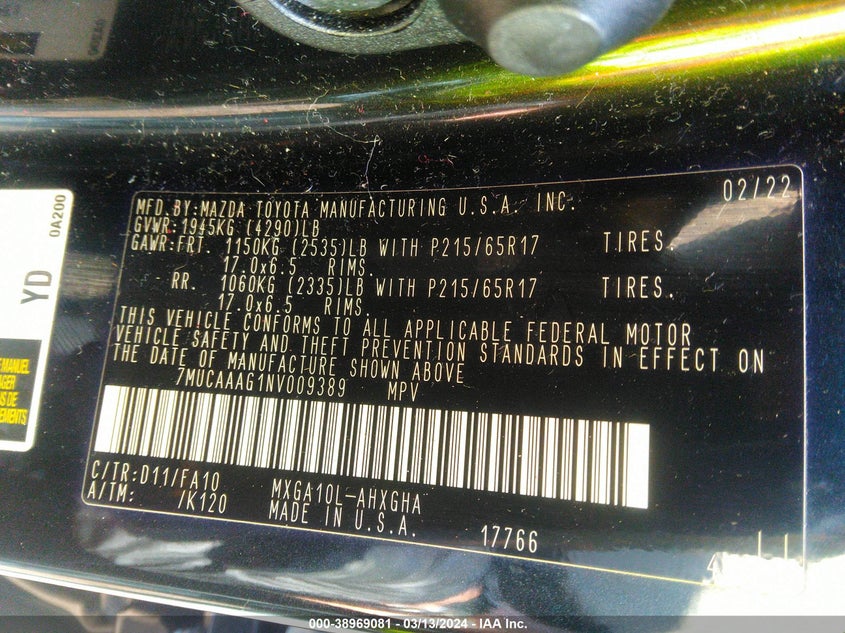 MFD.BY:MAZDA TOYOTA MANUFACTURING U.S.A. INC. 02/22
GVWR:1945KG (4290)LB
GAWR:FRT. 1150KG (2535)LB WITH P215/65R17 TIRES.
17.0x6.5 RIMS.
RR. 1060KG (2335)LB WITH P215/65R17 TIRES.
17.0x6.5 RIMS.
THIS VEHICLE CONFORMS TO ALL APPLICABLE FEDERAL MOTOR
VEHICLE SAFETY AND THEFT PREVENTION STANDARDS IN EFFECT ON
THE DATE OF MANUFACTURE SHOWN ABOVE
7MUCAAAG1NV009389 MPV
C/TR:D11/FA10 MXGA10L-AHXGHA
A/TM: /K120 MADE IN U.S.A. 17766
0A200
YD
MANUEL
000-38969081 - 03/13/2024 - IAA Inc.